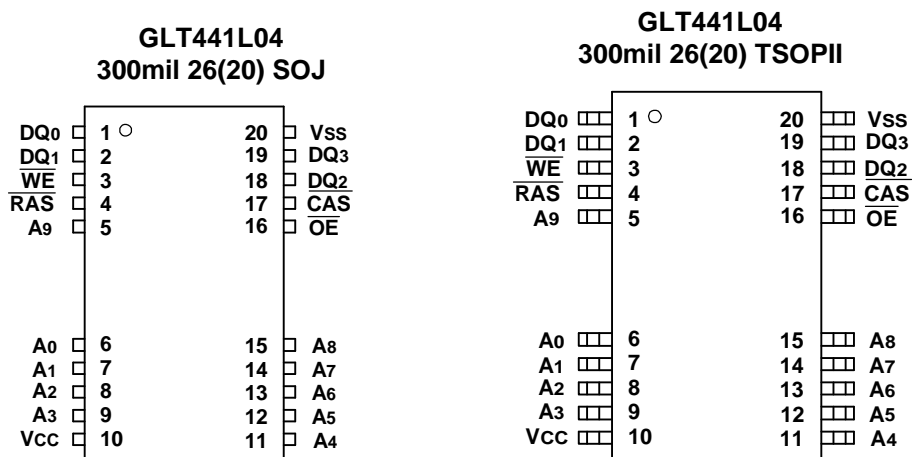 GLT441L04
300mil 26(20) SOJ
DQ0 1 20 VSS
DQ1 2 19 DQ3
WE 3 18 DQ2
RAS 4 17 CAS
A9 5 16 OE
A0 6 15 A8
A1 7 14 A7
A2 8 13 A6
A3 9 12 A5
VCC 10 11 A4
GLT441L04
300mil 26(20) TSOPII
DQ0 1 20 VSS
DQ1 2 19 DQ3
WE 3 18 DQ2
RAS 4 17 CAS
A9 5 16 OE
A0 6 15 A8
A1 7 14 A7
A2 8 13 A6
A3 9 12 A5
VCC 10 11 A4